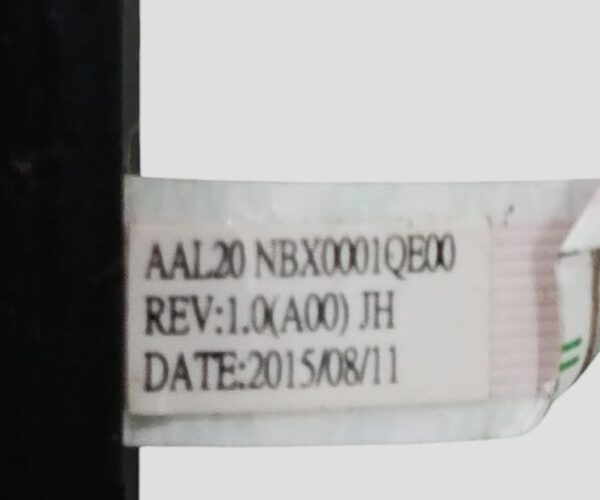 AAL20 NBX0001QE00
REV:1.0(A00) JH
DATE:2015/08/11